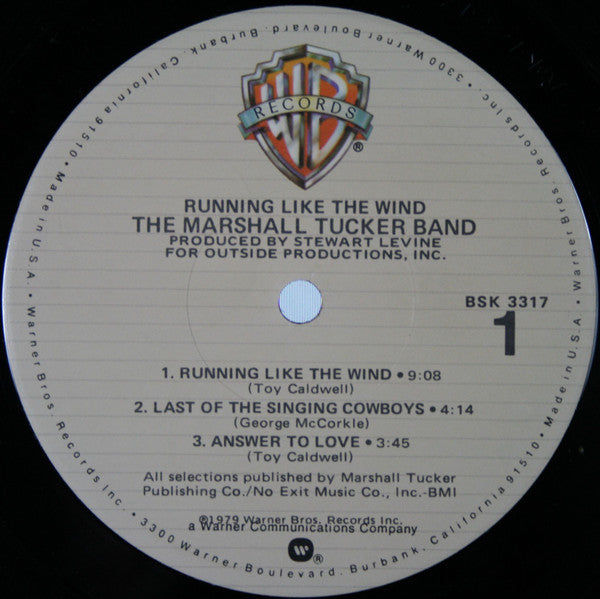 WB
RECORDS
®
RUNNING LIKE THE WIND
THE MARSHALL TUCKER BAND
PRODUCED BY STEWART LEVINE
FOR OUTSIDE PRODUCTIONS, INC.
BSK 3317
1
1. RUNNING LIKE THE WIND • 9:08
(Toy Caldwell)
2. LAST OF THE SINGING COWBOYS • 4:14
(George McCorkle)
3. ANSWER TO LOVE • 3:45
(Toy Caldwell)
All selections published by Marshall Tucker
Publishing Co./No Exit Music Co., Inc.-BMI
℗1979 Warner Bros. Records Inc.
a Warner Communications Company
W ®
Warner Bros. Records Inc. • 3300 Warner Boulevard. Burbank. California 91510 • Made in U.S.A. • Warner Bros. Records Inc. • 3300 Warner Boulevard. Burbank. California 91510 • Made in U.S.A. •